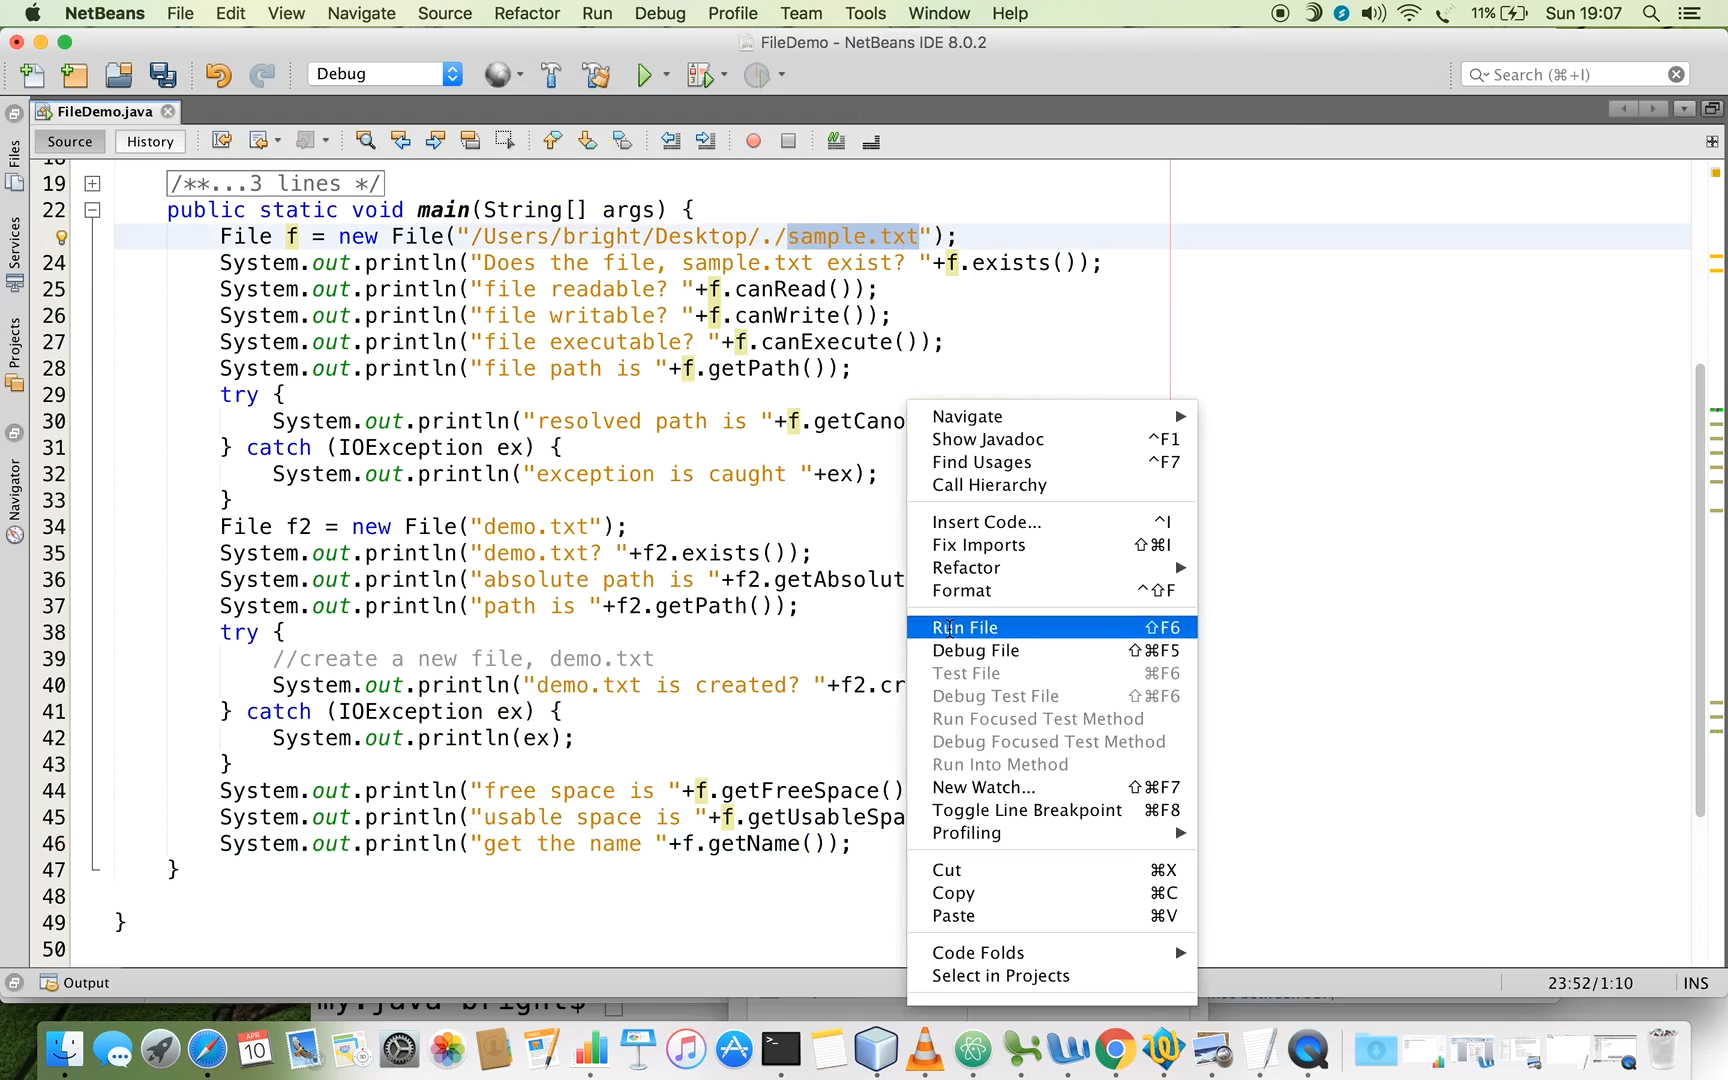 NetBeans File Edit View Navigate Source Refactor Run Debug Profile Team Tools Window Help 11% Sun 19:07
FileDemo - NetBeans IDE 8.0.2
Debug Search (⌘+I)
FileDemo.java
Source History
Files
Services
Projects
Navigator
19 /**...3 lines */
22 public static void main(String[] args) {
File f = new File("/Users/bright/Desktop/./sample.txt");
24 System.out.println("Does the file, sample.txt exist? "+f.exists());
25 System.out.println("file readable? "+f.canRead());
26 System.out.println("file writable? "+f.canWrite());
27 System.out.println("file executable? "+f.canExecute());
28 System.out.println("file path is "+f.getPath());
29 try {
30 System.out.println("resolved path is "+f.getCano
31 } catch (IOException ex) {
32 System.out.println("exception is caught "+ex);
33 }
34 File f2 = new File("demo.txt");
35 System.out.println("demo.txt? "+f2.exists());
36 System.out.println("absolute path is "+f2.getAbsolut
37 System.out.println("path is "+f2.getPath());
38 try {
39 //create a new file, demo.txt
40 System.out.println("demo.txt is created? "+f2.cr
41 } catch (IOException ex) {
42 System.out.println(ex);
43 }
44 System.out.println("free space is "+f.getFreeSpace()
45 System.out.println("usable space is "+f.getUsableSpa
46 System.out.println("get the name "+f.getName());
47 }
48
49 }
50
Navigate
Show Javadoc ^F1
Find Usages ^F7
Call Hierarchy
Insert Code... ^I
Fix Imports ⇧⌘I
Refactor
Format ^⇧F
Run File ⇧F6
Debug File ⇧⌘F5
Test File ⌘F6
Debug Test File ⇧⌘F6
Run Focused Test Method
Debug Focused Test Method
Run Into Method
New Watch... ⇧⌘F7
Toggle Line Breakpoint ⌘F8
Profiling
Cut ⌘X
Copy ⌘C
Paste ⌘V
Code Folds
Select in Projects
Output 23:52/1:10 INS
my.java bright$
APR
10